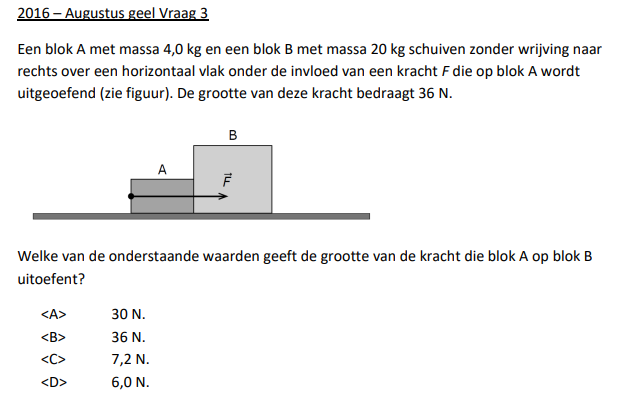 2016 – Augustus geel Vraag 3
Een blok A met massa 4,0 kg en een blok B met massa 20 kg schuiven zonder wrijving naar
rechts over een horizontaal vlak onder de invloed van een kracht F die op blok A wordt
uitgeoefend (zie figuur). De grootte van deze kracht bedraagt 36 N.
B
A
F⃗
Welke van de onderstaande waarden geeft de grootte van de kracht die blok A op blok B
uitoefent?
<A> 30 N.
<B> 36 N.
<C> 7,2 N.
<D> 6,0 N.